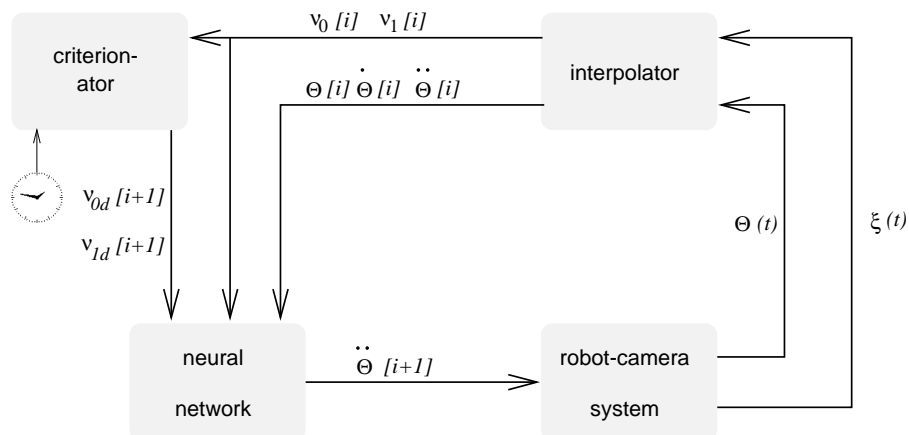 ν₀ [i] ν₁ [i]
criterion-
ator
interpolator
Θ [i] Θ̇ [i] Θ̈ [i]
ν₀d [i+1]
ν₁d [i+1]
Θ (t)
ξ (t)
neural
network
Θ̈ [i+1]
robot-camera
system